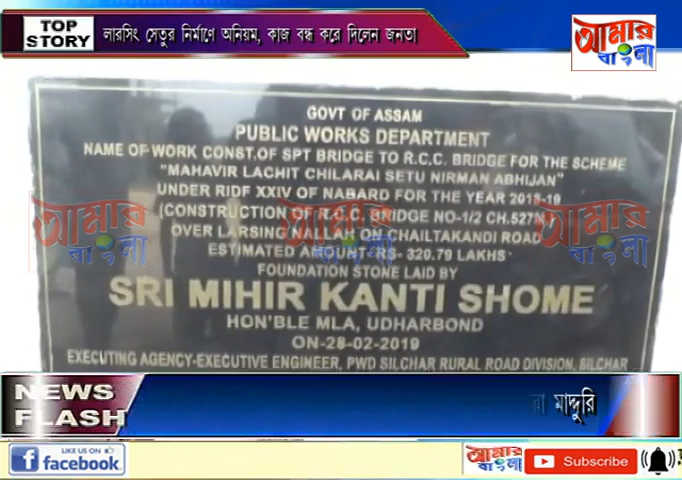 TOP STORY
লারসিং সেতুর নির্মাণে অনিয়ম, কাজ বন্ধ করে দিলেন জনতা
আমার বাংলা
GOVT OF ASSAM
PUBLIC WORKS DEPARTMENT
NAME OF WORK CONST.OF SPT BRIDGE TO R.C.C. BRIDGE FOR THE SCHEME
"MAHAVIR LACHIT CHILARAI SETU NIRMAN ABHIJAN"
UNDER RIDF XXIV OF NABARD FOR THE YEAR 2018-19
(CONSTRUCTION OF R.C.C. BRIDGE NO-1/2 CH.527M)
OVER LARSING NALLAH ON CHAILTAKANDI ROAD
ESTIMATED AMOUNT-RS- 320.79 LAKHS
FOUNDATION STONE LAID BY
SRI MIHIR KANTI SHOME
HON'BLE MLA, UDHARBOND
ON-28-02-2019
EXECUTING AGENCY-EXECUTIVE ENGINEER, PWD SILCHAR RURAL ROAD DIVISION, SILCHAR
আমার বাংলা
আমার বাংলা
আমার বাংলা
NEWS FLASH
মাদ্দুরি
LIKE US ON
facebook
আমার বাংলা
Subscribe